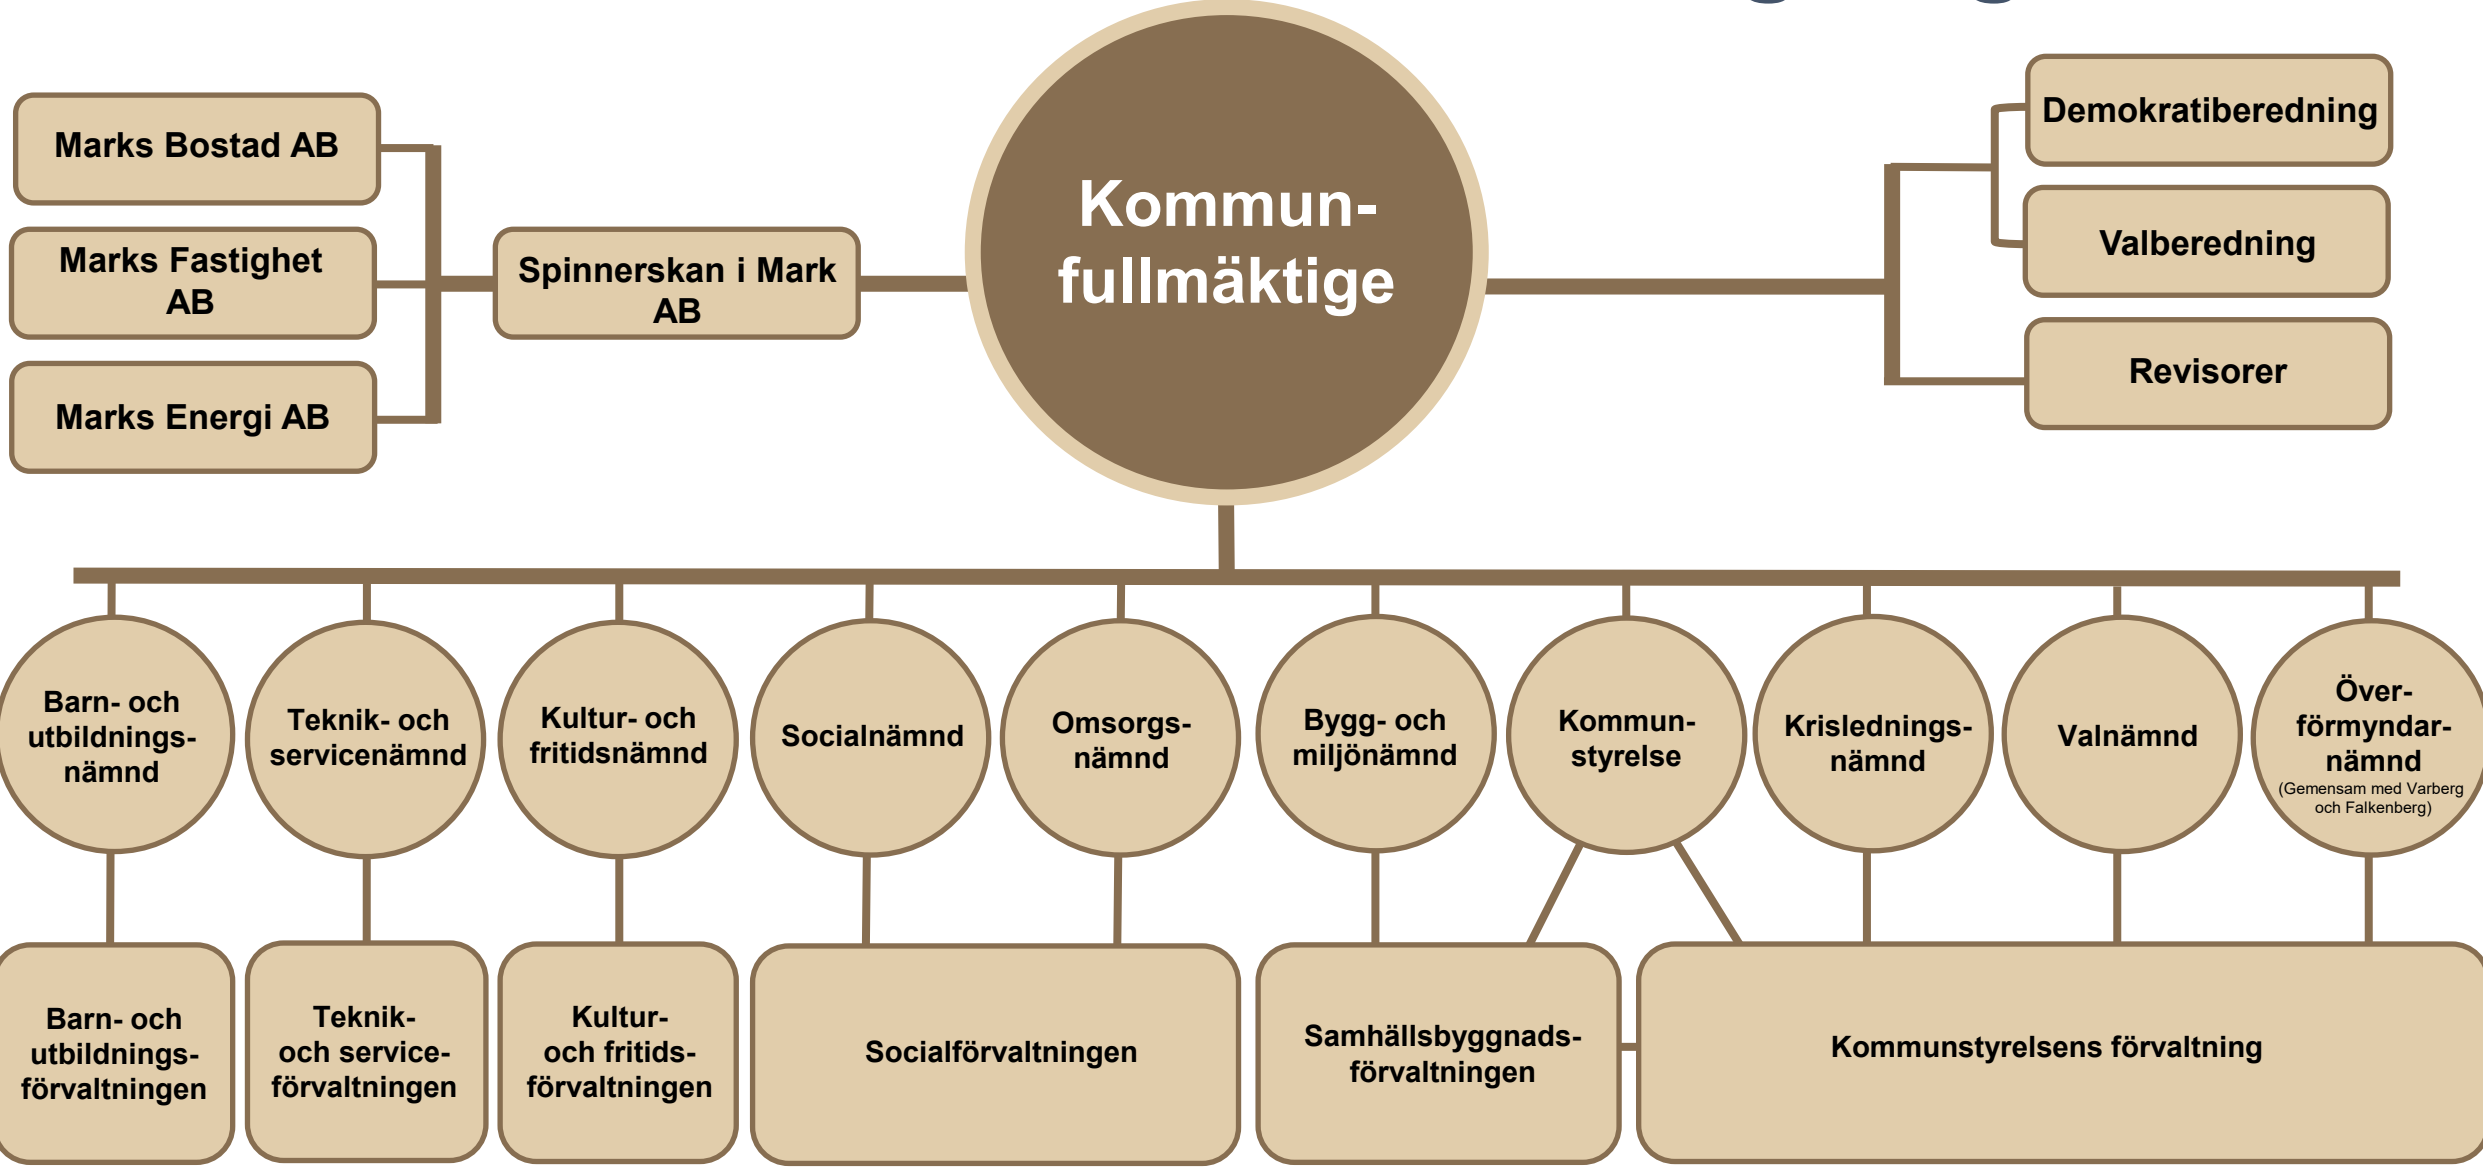 Marks Bostad AB
Marks Fastighet
AB
Marks Energi AB
Spinnerskan i Mark
AB
Kommun-
fullmäktige
Demokratiberedning
Valberedning
Revisorer
Barn- och
utbildnings-
nämnd
Teknik- och
servicenämnd
Kultur- och
fritidsnämnd
Socialnämnd
Omsorgs-
nämnd
Bygg- och
miljönämnd
Kommun-
styrelse
Krislednings-
nämnd
Valnämnd
Över-
förmyndar-
nämnd
(Gemensam med Varberg
och Falkenberg)
Barn- och
utbildnings-
förvaltningen
Teknik-
och service-
förvaltningen
Kultur-
och fritids-
förvaltningen
Socialförvaltningen
Samhällsbyggnads-
förvaltningen
Kommunstyrelsens förvaltning